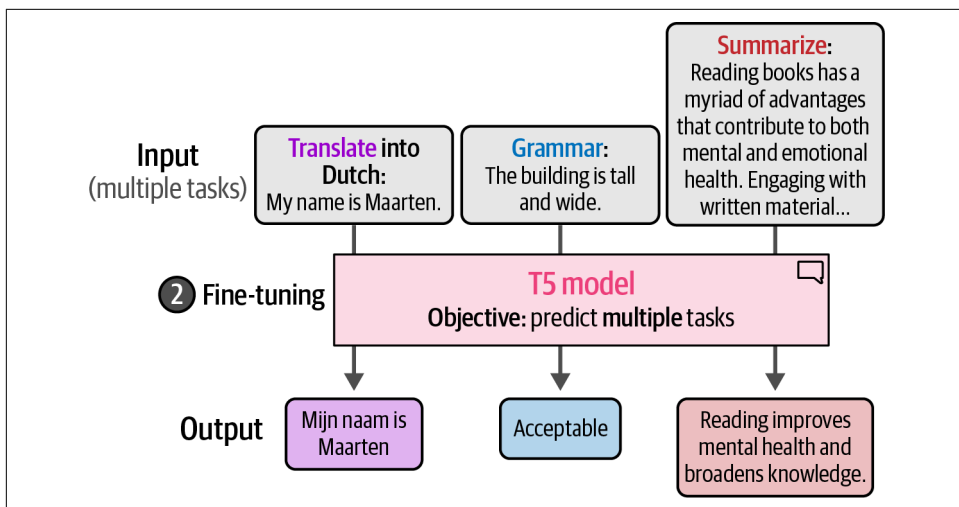 Input
(multiple tasks)
Translate into
Dutch:
My name is Maarten.
Grammar:
The building is tall
and wide.
Summarize:
Reading books has a
myriad of advantages
that contribute to both
mental and emotional
health. Engaging with
written material...
2 Fine-tuning
T5 model
Objective: predict multiple tasks
Output
Mijn naam is
Maarten
Acceptable
Reading improves
mental health and
broadens knowledge.